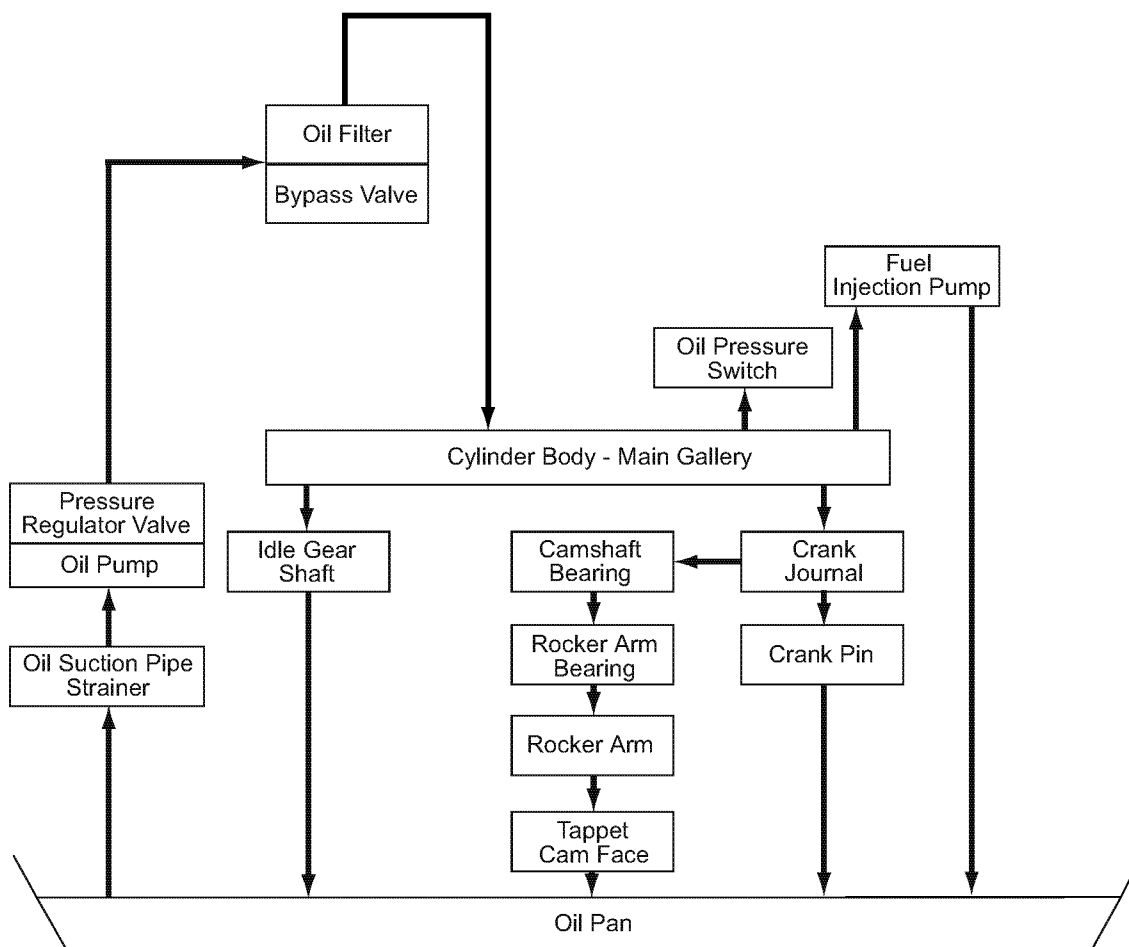 Oil Filter
Bypass Valve
Fuel
Injection Pump
Oil Pressure
Switch
Cylinder Body - Main Gallery
Pressure
Regulator Valve
Oil Pump
Idle Gear
Shaft
Camshaft
Bearing
Crank
Journal
Oil Suction Pipe
Strainer
Rocker Arm
Bearing
Crank Pin
Rocker Arm
Tappet
Cam Face
Oil Pan